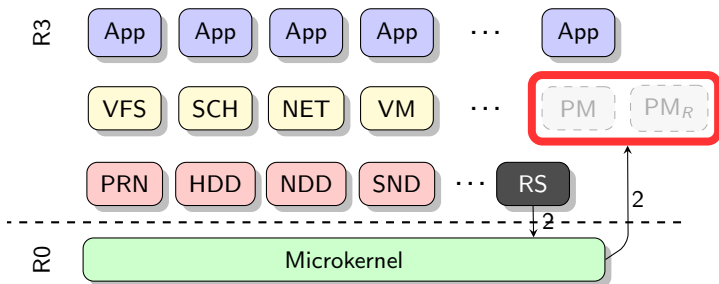 R3 App App App App ... App
VFS SCH NET VM ... PM PM_R
PRN HDD NDD SND ... RS
2 2
R0 Microkernel